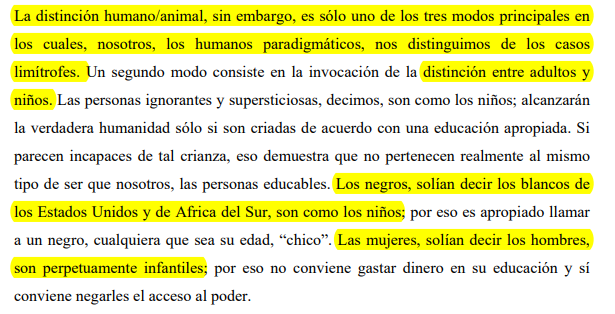 La distinción humano/animal, sin embargo, es sólo uno de los tres modos principales en
los cuales, nosotros, los humanos paradigmáticos, nos distinguimos de los casos
limítrofes. Un segundo modo consiste en la invocación de la distinción entre adultos y
niños. Las personas ignorantes y supersticiosas, decimos, son como los niños; alcanzarán
la verdadera humanidad sólo si son criadas de acuerdo con una educación apropiada. Si
parecen incapaces de tal crianza, eso demuestra que no pertenecen realmente al mismo
tipo de ser que nosotros, las personas educables. Los negros, solían decir los blancos de
los Estados Unidos y de Africa del Sur, son como los niños; por eso es apropiado llamar
a un negro, cualquiera que sea su edad, “chico”. Las mujeres, solían decir los hombres,
son perpetuamente infantiles; por eso no conviene gastar dinero en su educación y sí
conviene negarles el acceso al poder.